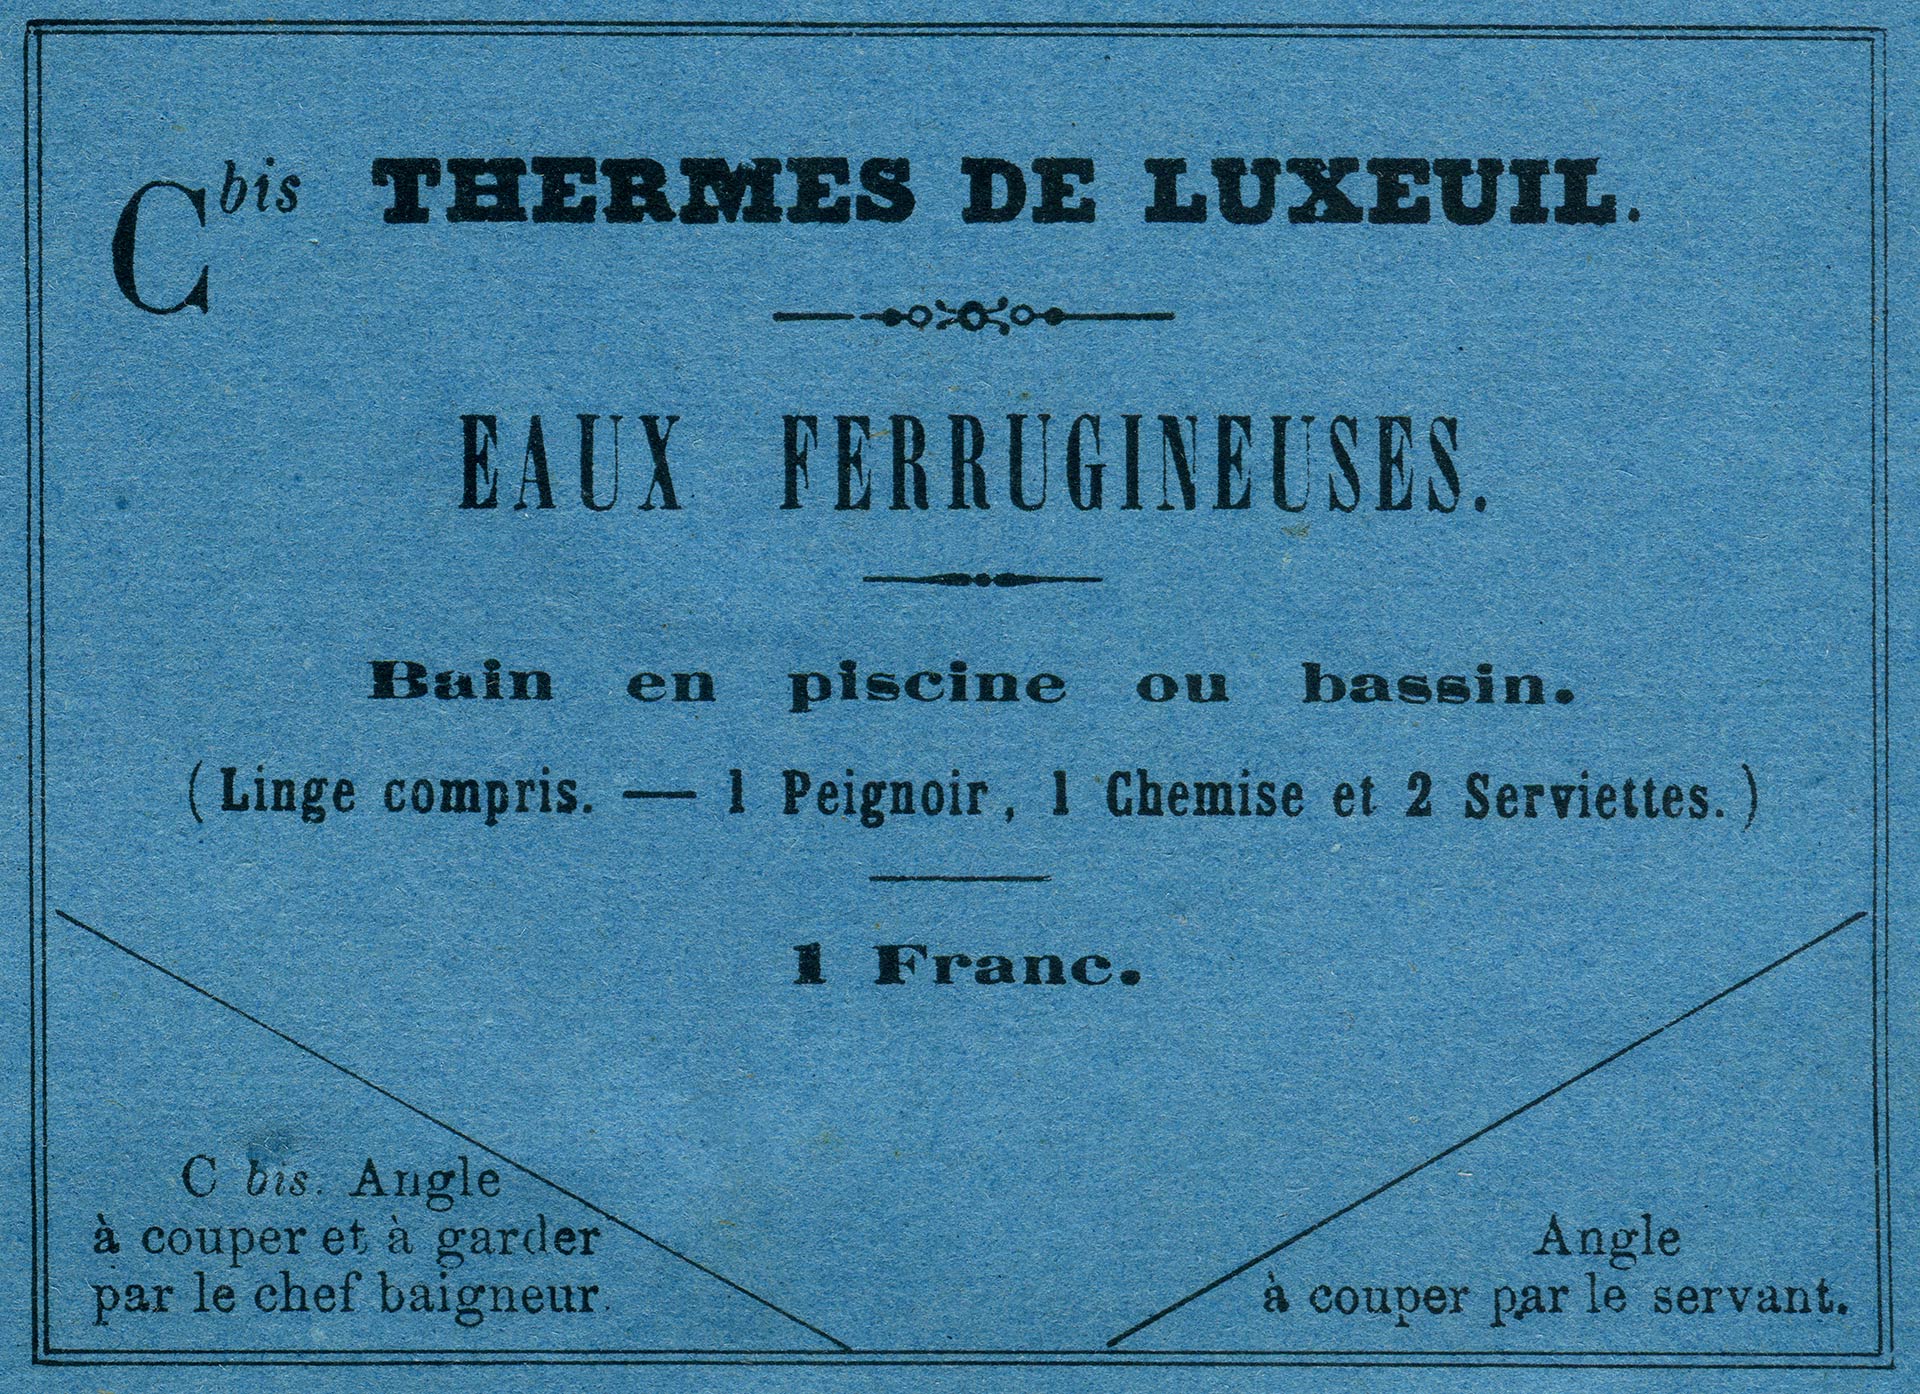 C bis THERMES DE LUXEUIL.
EAUX FERRUGINEUSES.
Bain en piscine ou bassin.
(Linge compris. — 1 Peignoir, 1 Chemise et 2 Serviettes.)
1 Franc.
C bis. Angle
à couper et à garder
par le chef baigneur.
Angle
à couper par le servant.